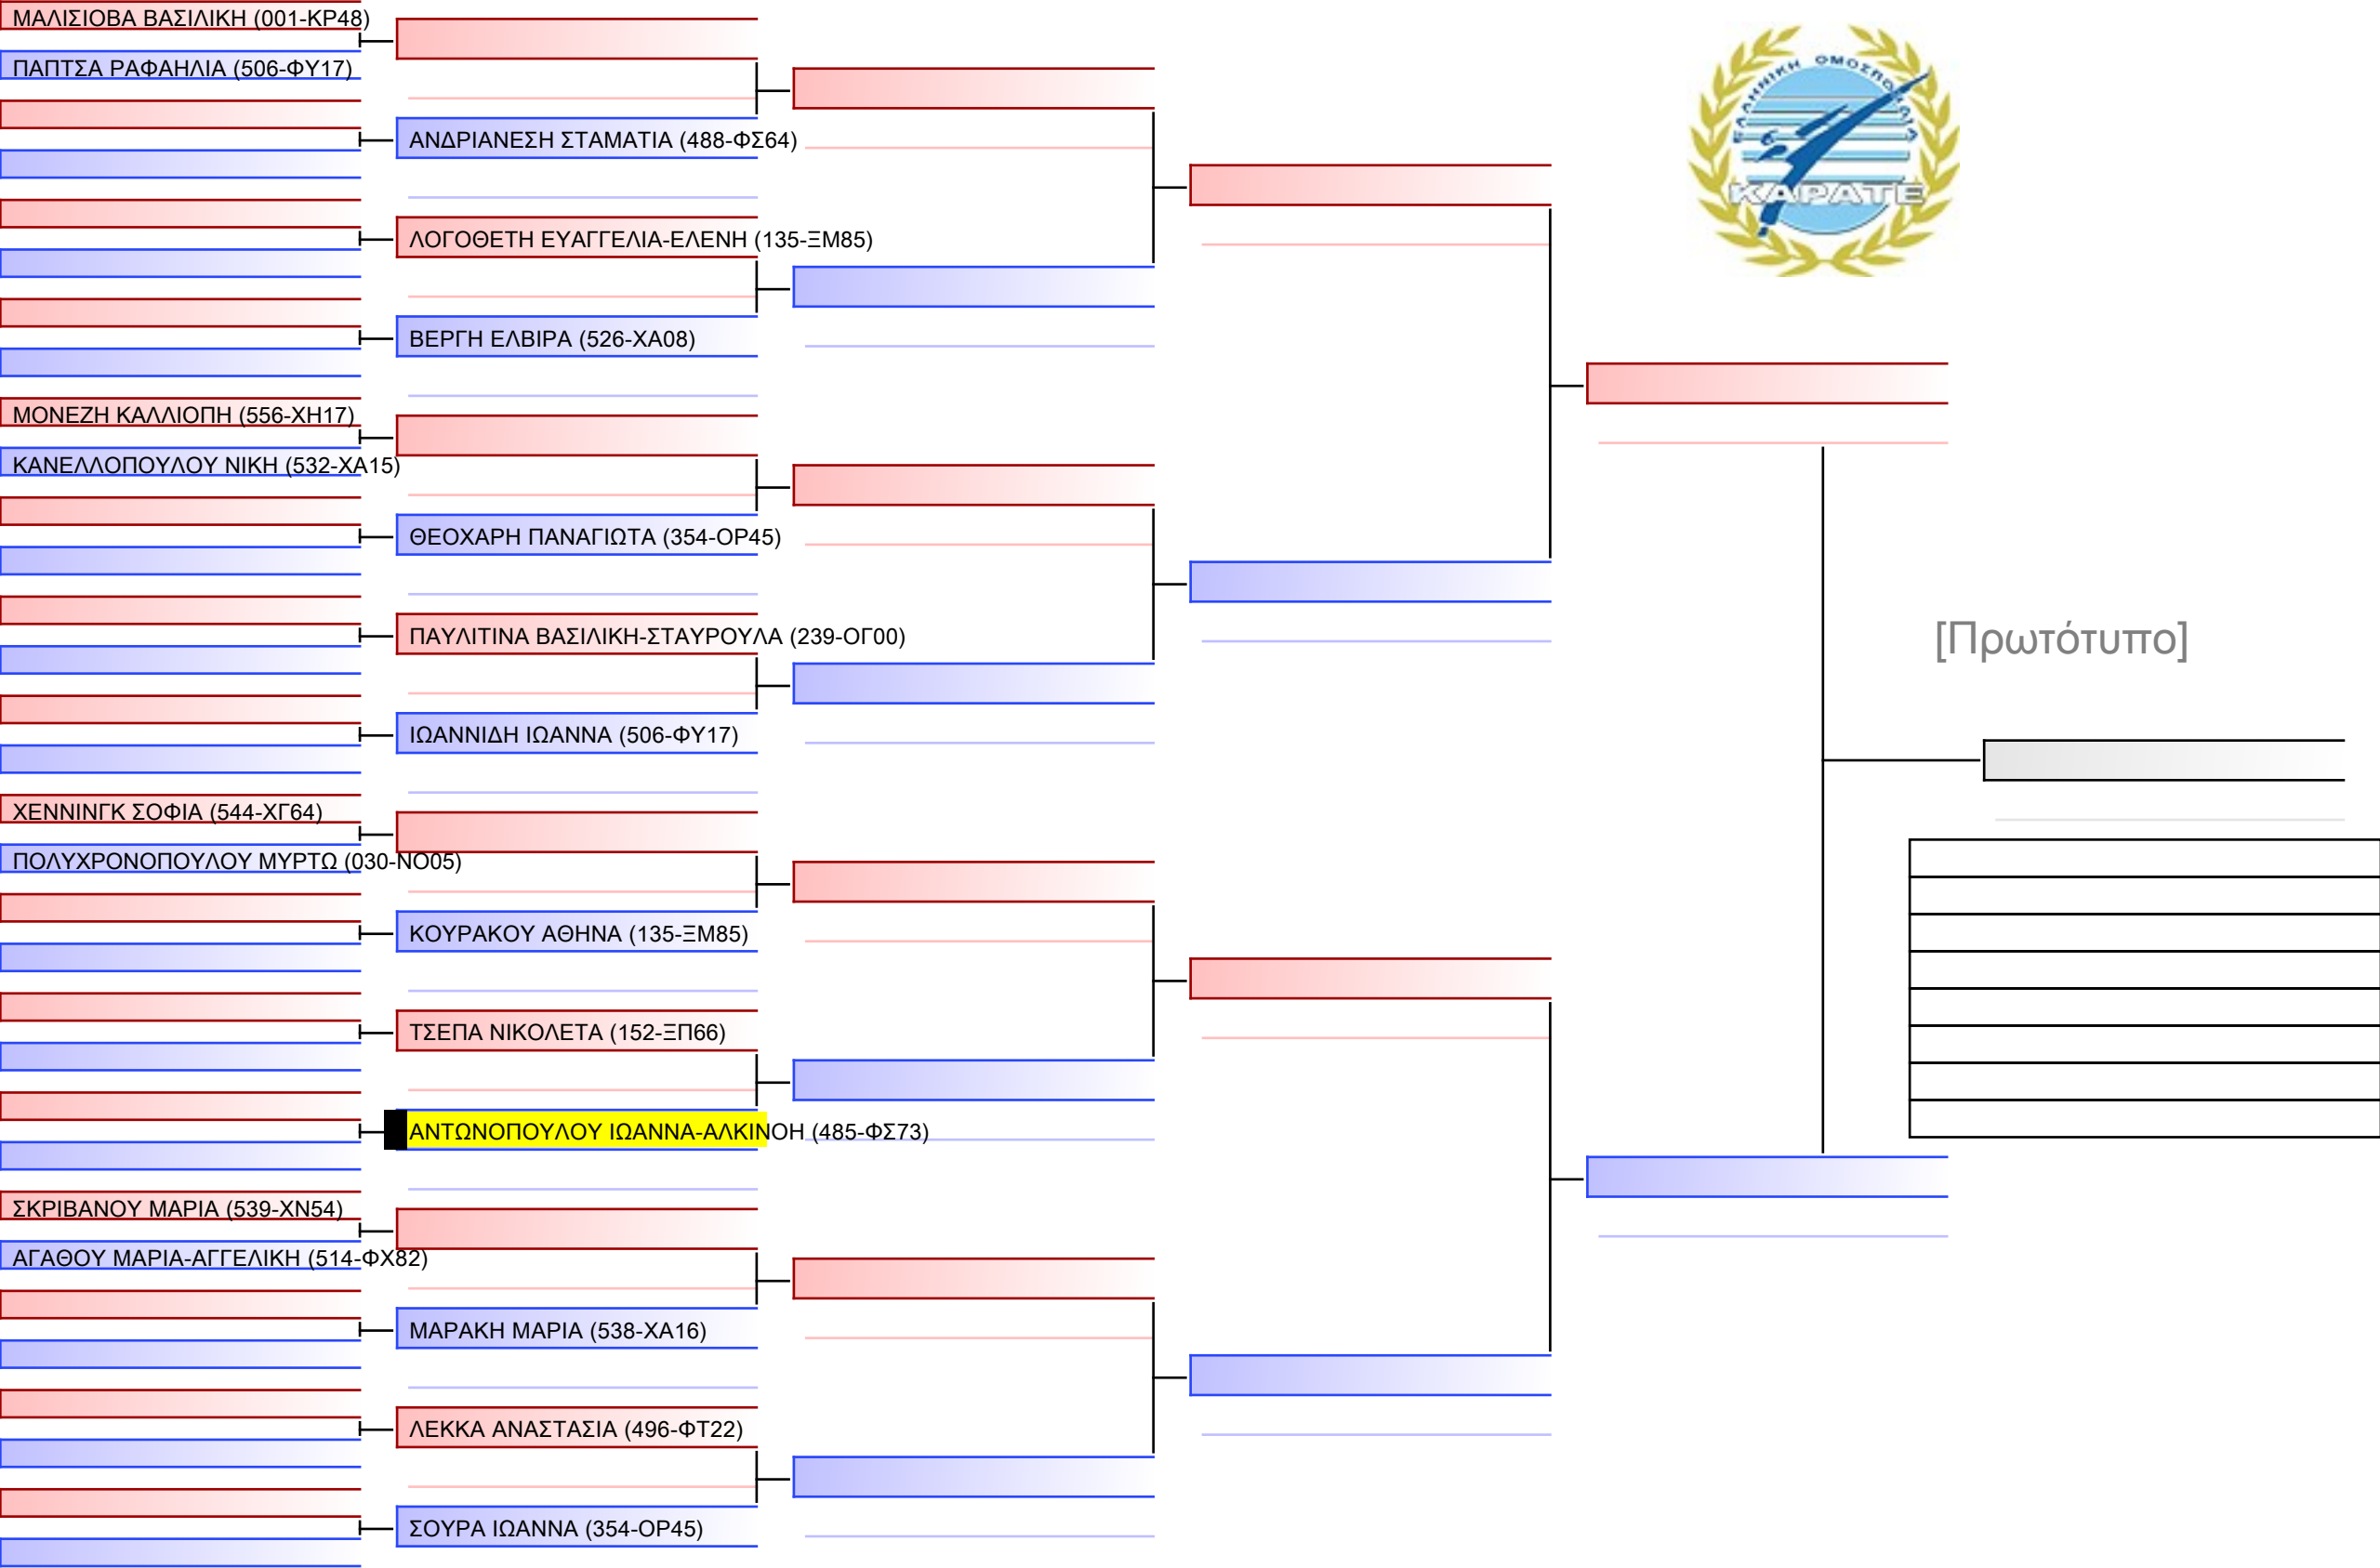 ΜΑΛΙΣΙΟΒΑ ΒΑΣΙΛΙΚΗ (001-ΚΡ48)
ΠΑΠΤΣΑ ΡΑΦΑΗΛΙΑ (506-ΦΥ17)
ΑΝΔΡΙΑΝΕΣΗ ΣΤΑΜΑΤΙΑ (488-ΦΣ64)
ΛΟΓΟΘΕΤΗ ΕΥΑΓΓΕΛΙΑ-ΕΛΕΝΗ (135-ΞΜ85)
ΒΕΡΓΗ ΕΛΒΙΡΑ (526-ΧΑ08)
ΜΟΝΕΖΗ ΚΑΛΛΙΟΠΗ (556-ΧΗ17)
ΚΑΝΕΛΛΟΠΟΥΛΟΥ ΝΙΚΗ (532-ΧΑ15)
ΘΕΟΧΑΡΗ ΠΑΝΑΓΙΩΤΑ (354-ΟΡ45)
ΠΑΥΛΙΤΙΝΑ ΒΑΣΙΛΙΚΗ-ΣΤΑΥΡΟΥΛΑ (239-ΟΓ00)
ΙΩΑΝΝΙΔΗ ΙΩΑΝΝΑ (506-ΦΥ17)
ΧΕΝΝΙΝΓΚ ΣΟΦΙΑ (544-ΧΓ64)
ΠΟΛΥΧΡΟΝΟΠΟΥΛΟΥ ΜΥΡΤΩ (030-ΝΟ05)
ΚΟΥΡΑΚΟΥ ΑΘΗΝΑ (135-ΞΜ85)
ΤΣΕΠΑ ΝΙΚΟΛΕΤΑ (152-ΞΠ66)
ΑΝΤΩΝΟΠΟΥΛΟΥ ΙΩΑΝΝΑ-ΑΛΚΙΝΟΗ (485-ΦΣ73)
ΣΚΡΙΒΑΝΟΥ ΜΑΡΙΑ (539-ΧΝ54)
ΑΓΑΘΟΥ ΜΑΡΙΑ-ΑΓΓΕΛΙΚΗ (514-ΦΧ82)
ΜΑΡΑΚΗ ΜΑΡΙΑ (538-ΧΑ16)
ΛΕΚΚΑ ΑΝΑΣΤΑΣΙΑ (496-ΦΤ22)
ΣΟΥΡΑ ΙΩΑΝΝΑ (354-ΟΡ45)
ΕΛΛΗΝΙΚΗ ΟΜΟΣΠΟΝΔΙΑ
ΚΑΡΑΤΕ
[Πρωτότυπο]